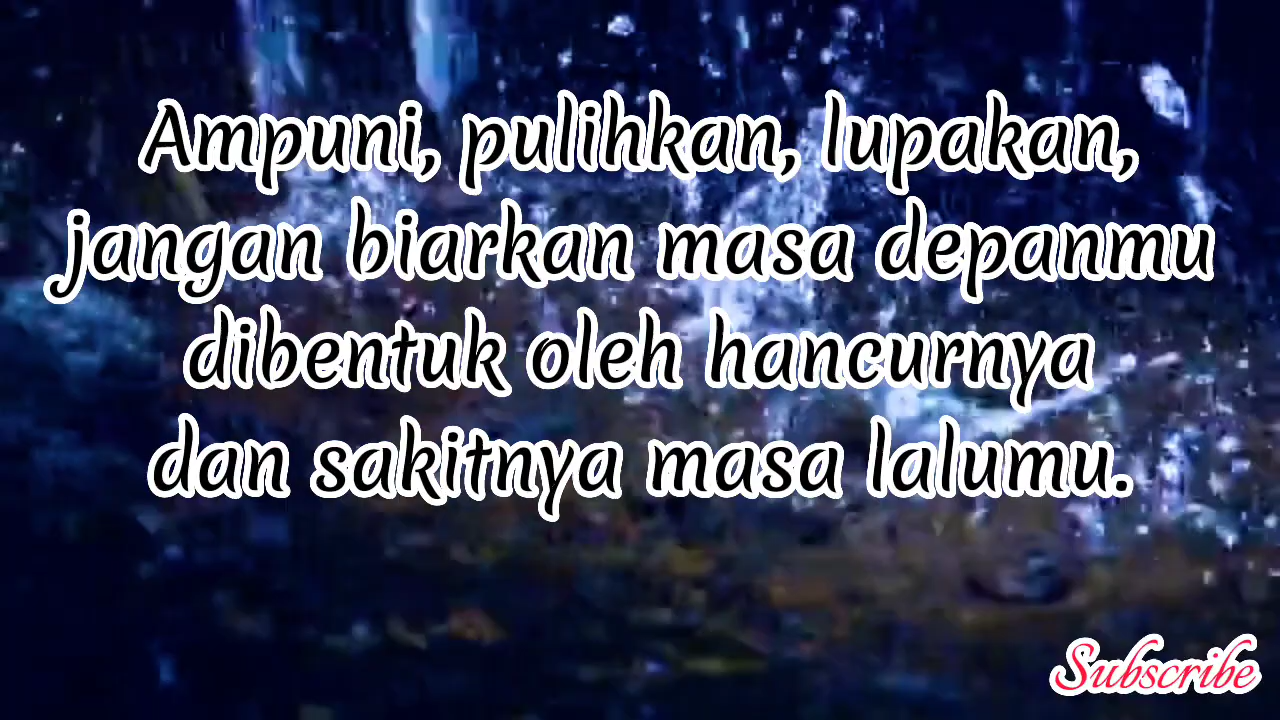 Ampuni, pulihkan, lupakan,
jangan biarkan masa depanmu
dibentuk oleh hancurnya
dan sakitnya masa lalumu.
Subscribe